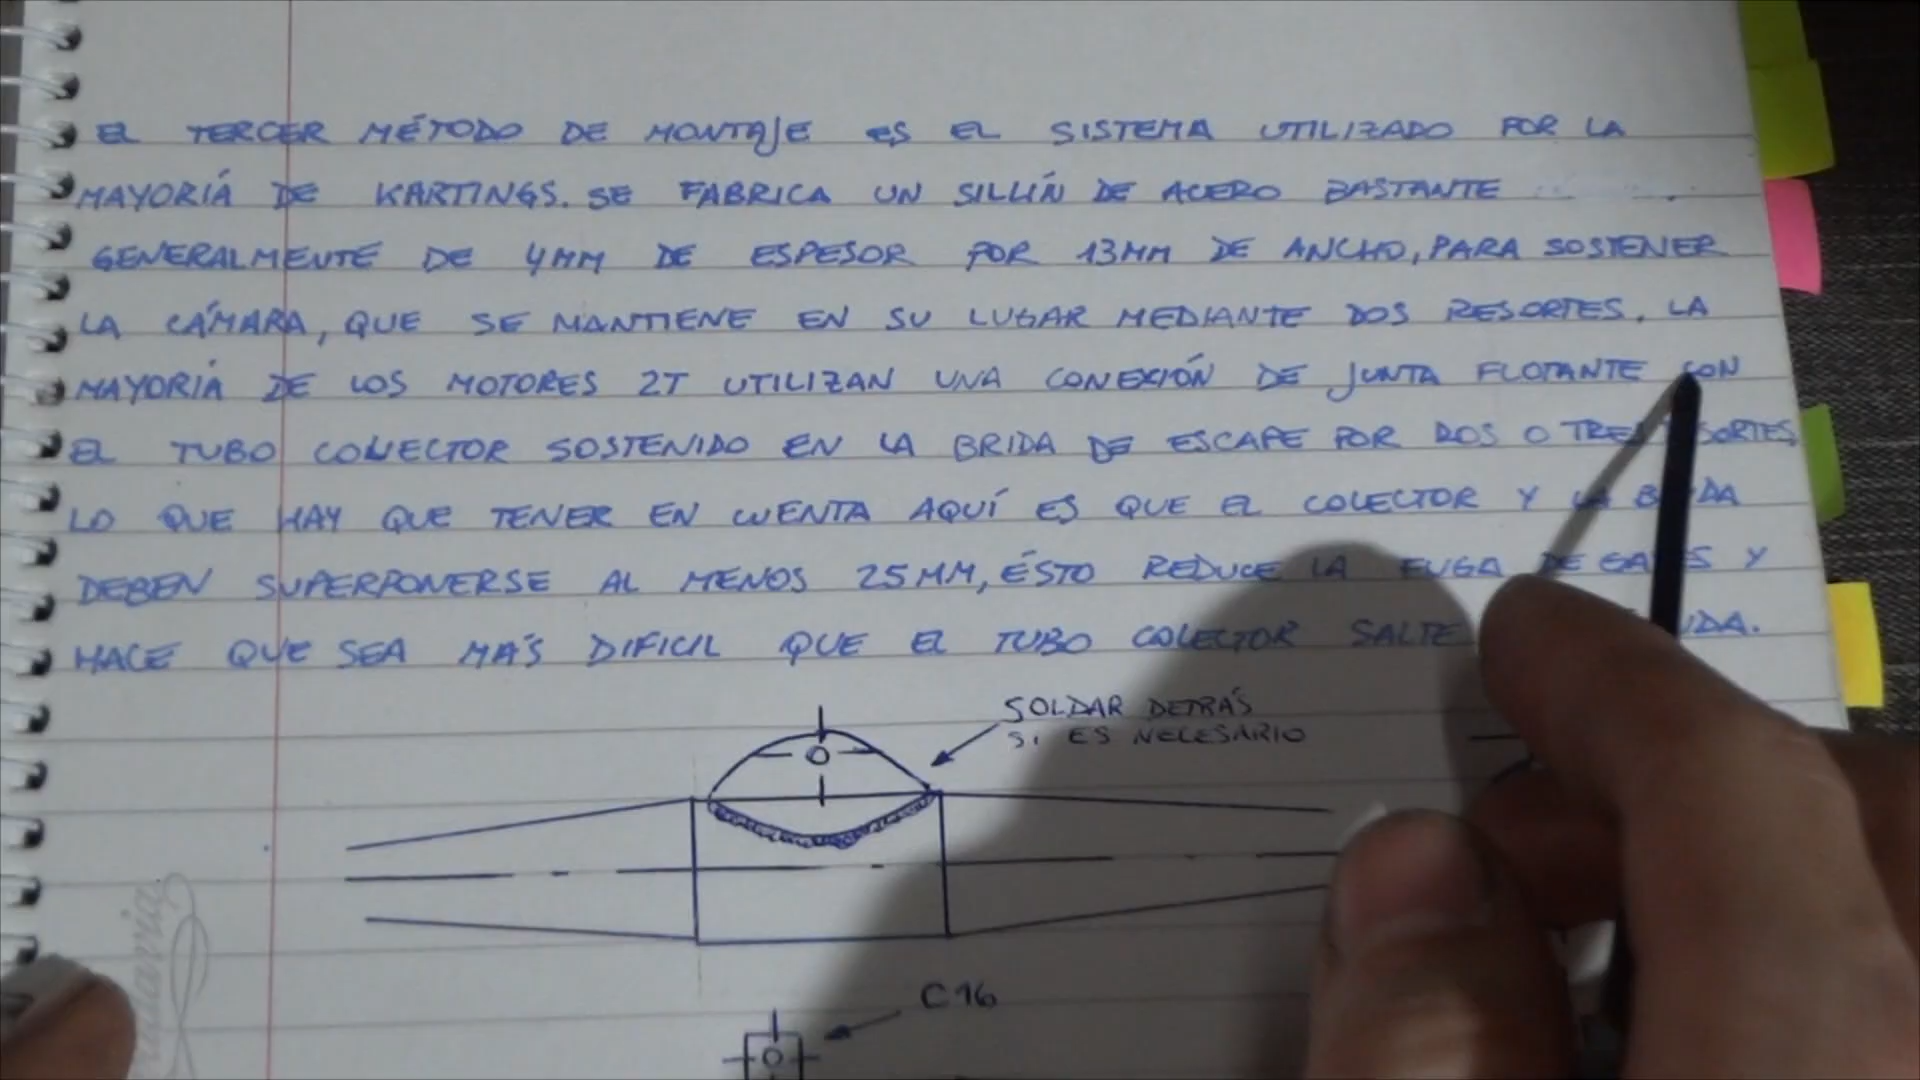 EL TERCER MÉTODO DE MONTAJE ES EL SISTEMA UTILIZADO POR LA
MAYORIÁ DE KARTINGS. SE FABRICA UN SILLÍN DE ACERO BASTANTE
GENERALMENTE DE 4MM DE ESPESOR POR 13MM DE ANCHO, PARA SOSTENER
LA CÁMARA, QUE SE MANTIENE EN SU LUGAR MEDIANTE DOS RESORTES. LA
MAYORIÁ DE LOS MOTORES 2T UTILIZAN UNA CONEXIÓN DE JUNTA FLOTANTE CON
EL TUBO COLECTOR SOSTENIDO EN LA BRIDA DE ESCAPE POR DOS O
LO QUE HAY QUE TENER EN CUENTA AQUÍ ES QUE EL COLECTOR Y
DEBEN SUPERPONERSE AL MENOS 25MM, ÉSTO REDUCE LA FUGA DE Y
HACE QUE SEA MÁS DIFICIL QUE EL TUBO COLECTOR
SOLDAR DETRÁS
SI ES NECESARIO
C16